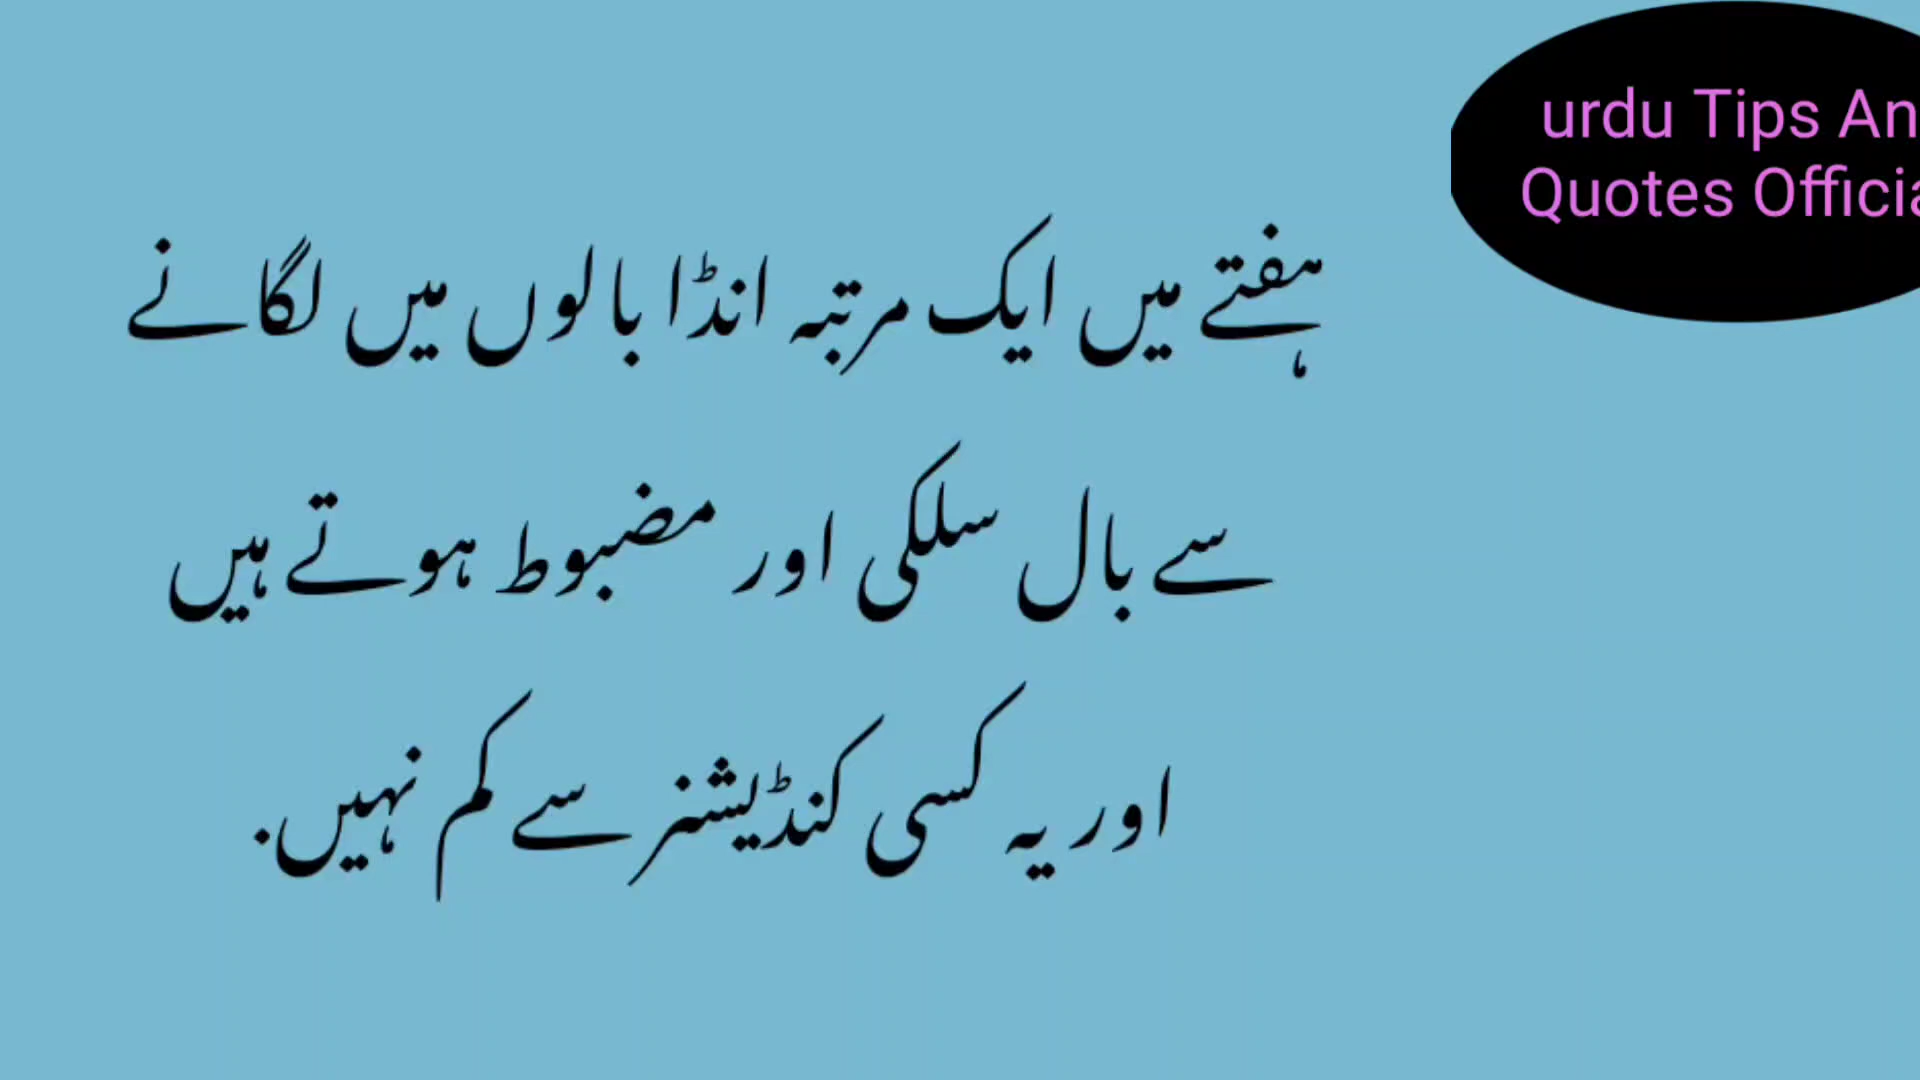 urdu Tips An
Quotes Officia
ہفتے میں ایک مرتبہ انڈا بالوں میں لگانے
سے بال سلکی اور مضبوط ہوتے ہیں
اور یہ کسی کنڈیشنر سے کم نہیں.